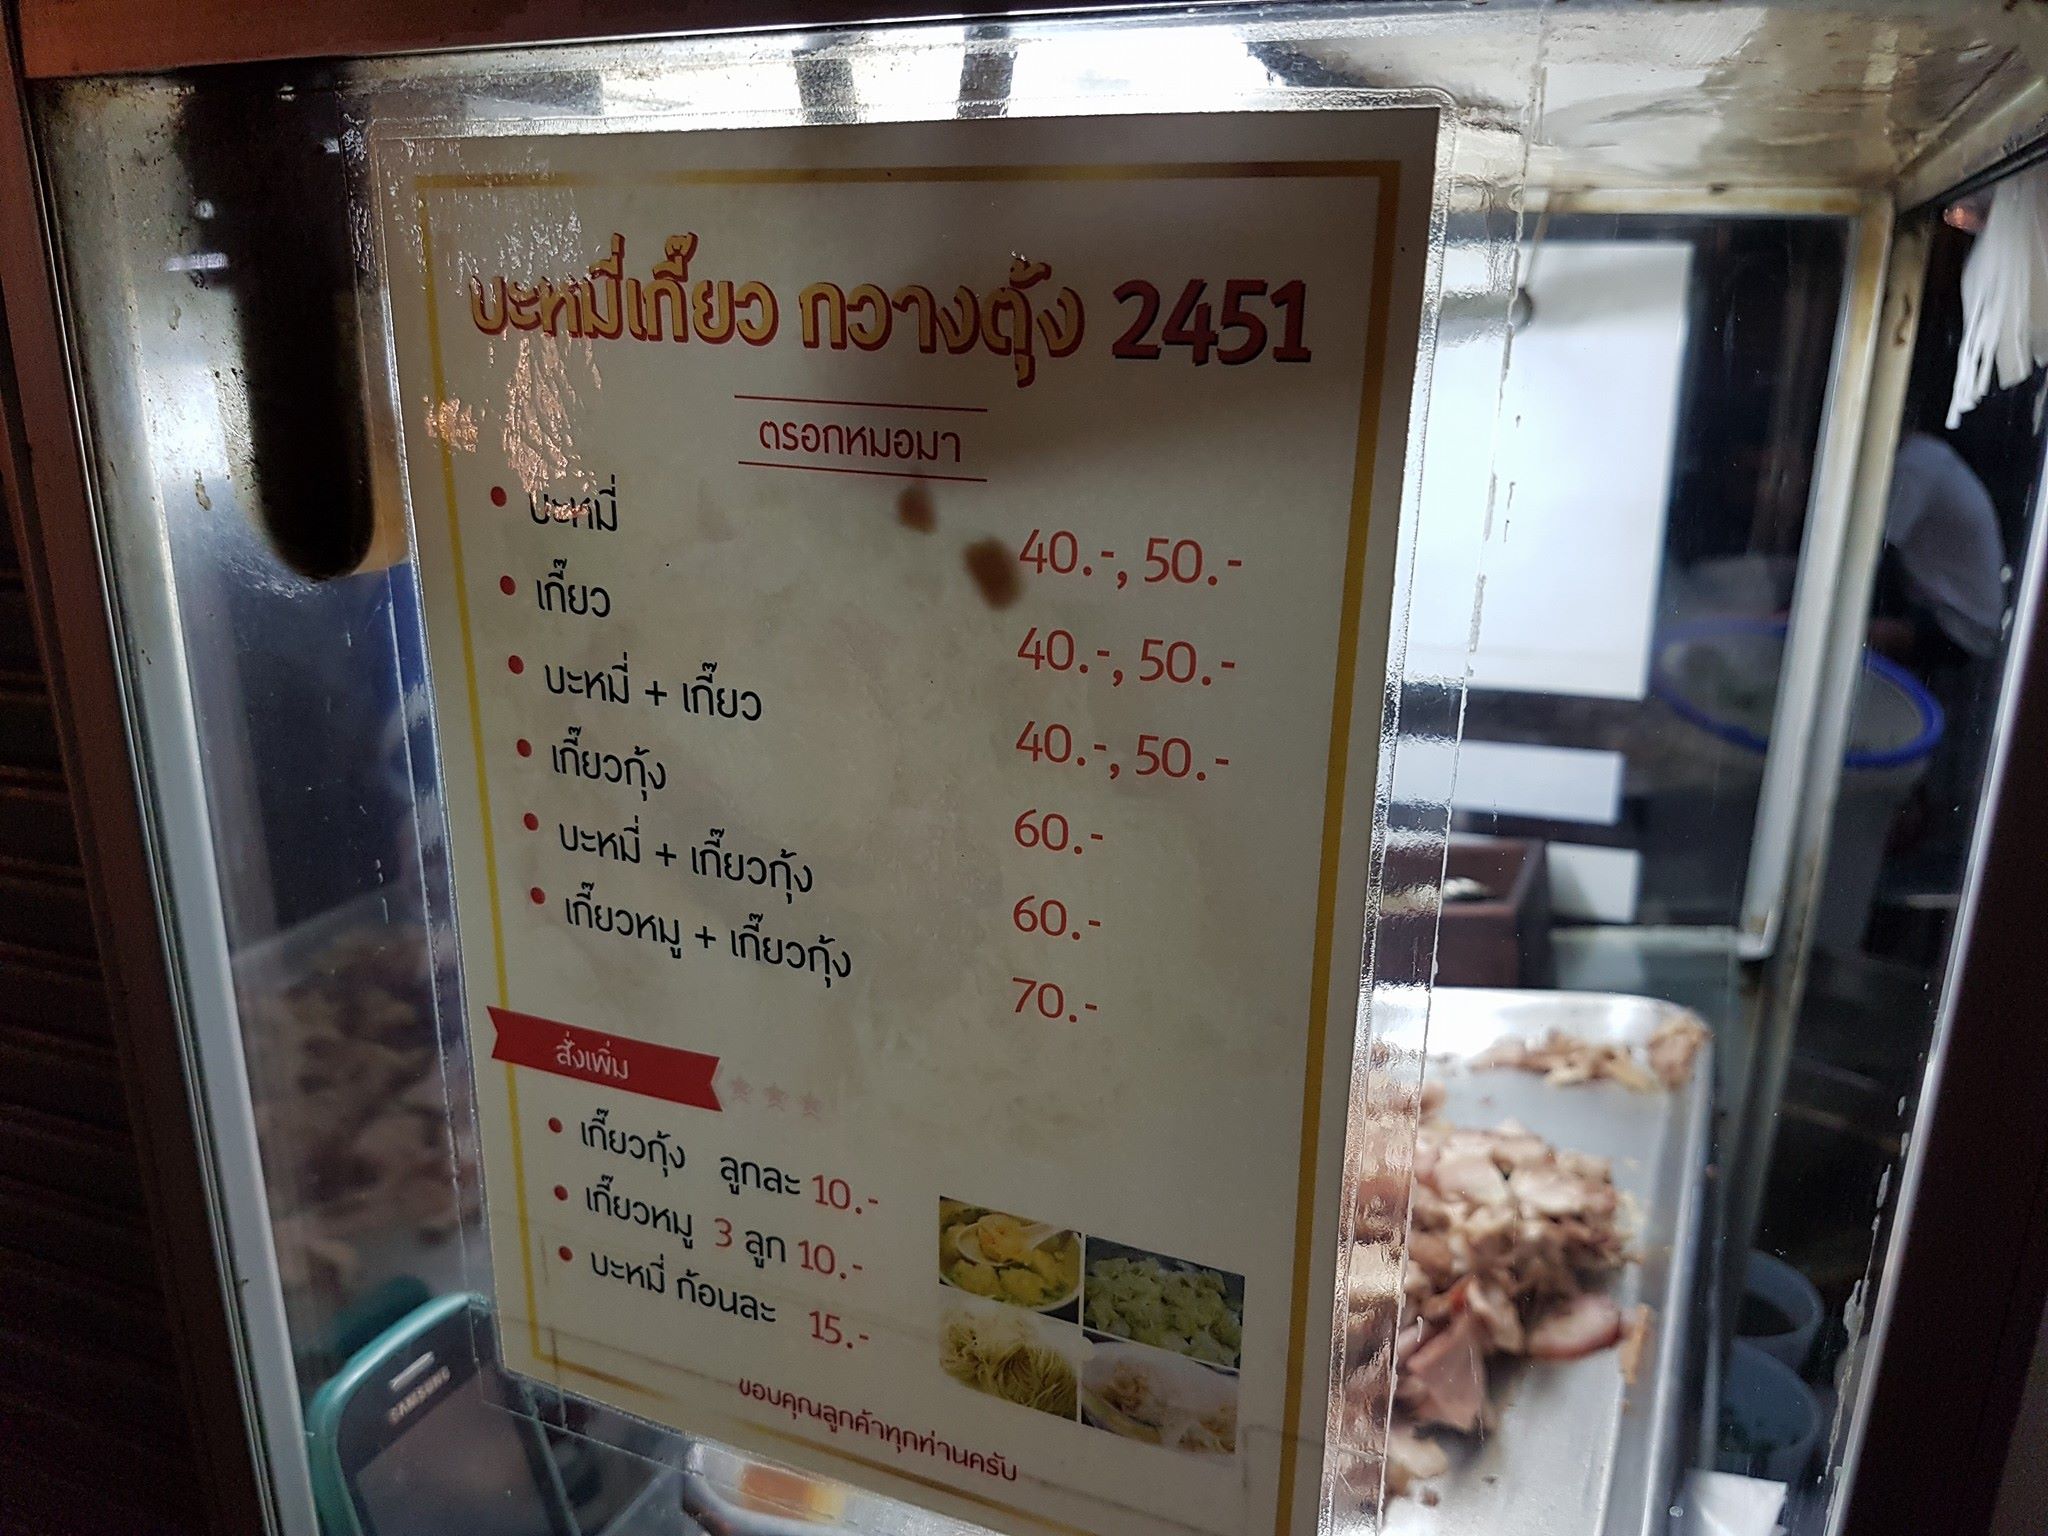 บะหมี่เกี๊ยว กวางตุ้ง 2451
ตรอกหมอมา
• บะหมี่ 40.-, 50.-
• เกี๊ยว 40.-, 50.-
• บะหมี่ + เกี๊ยว 40.-, 50.-
• เกี๊ยวกุ้ง 60.-
• บะหมี่ + เกี๊ยวกุ้ง 60.-
• เกี๊ยวหมู + เกี๊ยวกุ้ง 70.-
สั่งเพิ่ม
• เกี๊ยวกุ้ง ลูกละ 10.-
• เกี๊ยวหมู 3 ลูก 10.-
• บะหมี่ ก้อนละ 15.-
ขอบคุณลูกค้าทุกท่านครับ
SAMSUNG